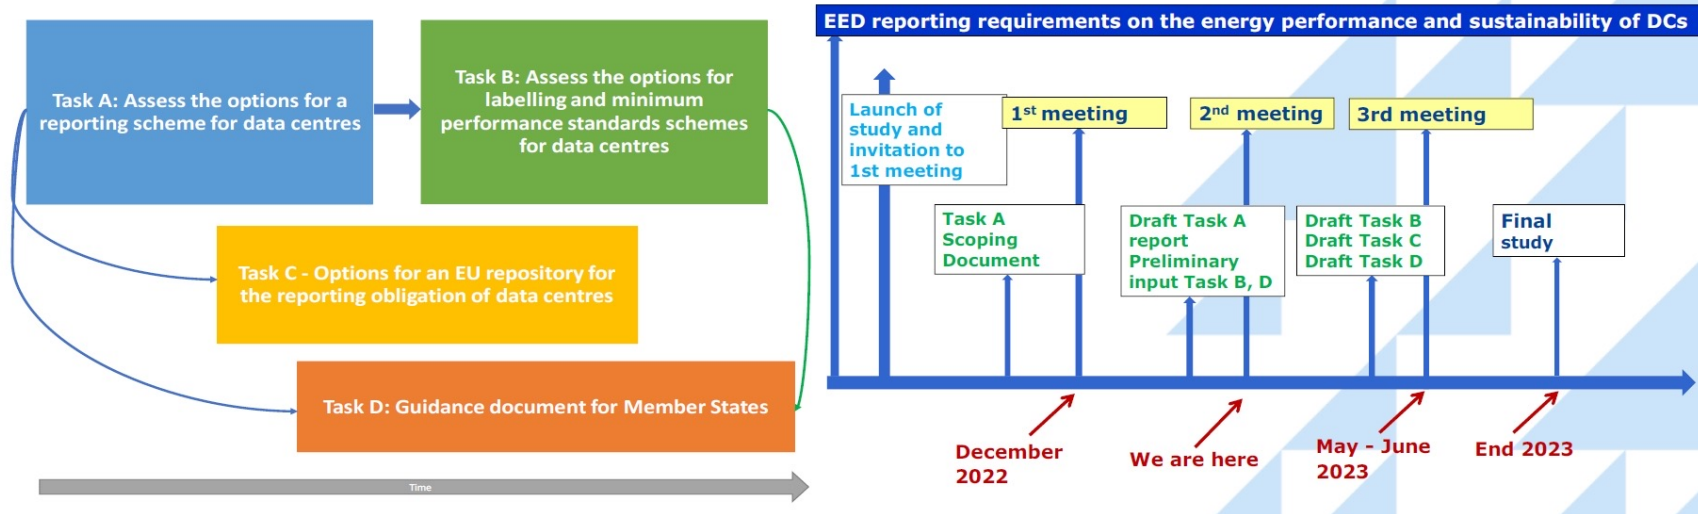 Task A: Assess the options for a
reporting scheme for data centres
Task B: Assess the options for
labelling and minimum
performance standards schemes
for data centres
Task C - Options for an EU repository for
the reporting obligation of data centres
Task D: Guidance document for Member States
Time
EED reporting requirements on the energy performance and sustainability of DCs
Launch of
study and
invitation to
1st meeting
1st meeting
2nd meeting
3rd meeting
Task A
Scoping
Document
Draft Task A
report
Preliminary
input Task B, D
Draft Task B
Draft Task C
Draft Task D
Final
study
December
2022
We are here
May - June
2023
End 2023